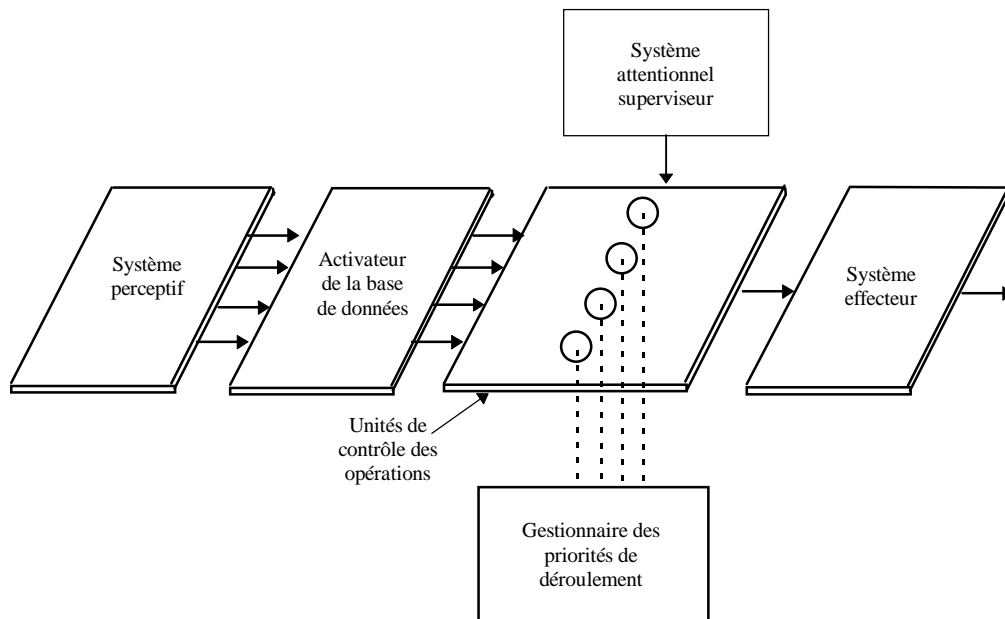 Système
attentionnel
superviseur
Système
perceptif
Activateur
de la base
de données
Système
effecteur
Unités de
contrôle des
opérations
Gestionnaire des
priorités de
déroulement